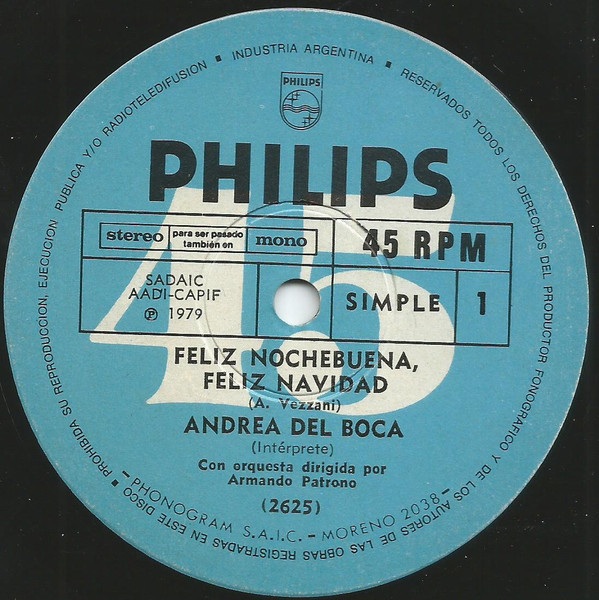 INDUSTRIA ARGENTINA • RESERVADOS TODOS LOS DERECHOS DEL PRODUCTOR FONOGRAFICO Y DE LOS AUTORES DE LAS OBRAS REGISTRADAS EN ESTE DISCO • PROHIBIDA SU REPRODUCCION, EJECUCION PUBLICA Y/O RADIOTELEDIFUSION •
PHILIPS
PHILIPS
45
stereo para ser pasado también en mono
45 RPM
SADAIC
AADI-CAPIF
℗ 1979
SIMPLE 1
FELIZ NOCHEBUENA,
FELIZ NAVIDAD
(A. Vezzani)
ANDREA DEL BOCA
(Intérprete)
Con orquesta dirigida por
Armando Patrono
(2625)
- PHONOGRAM S.A.I.C. - MORENO 2038 -